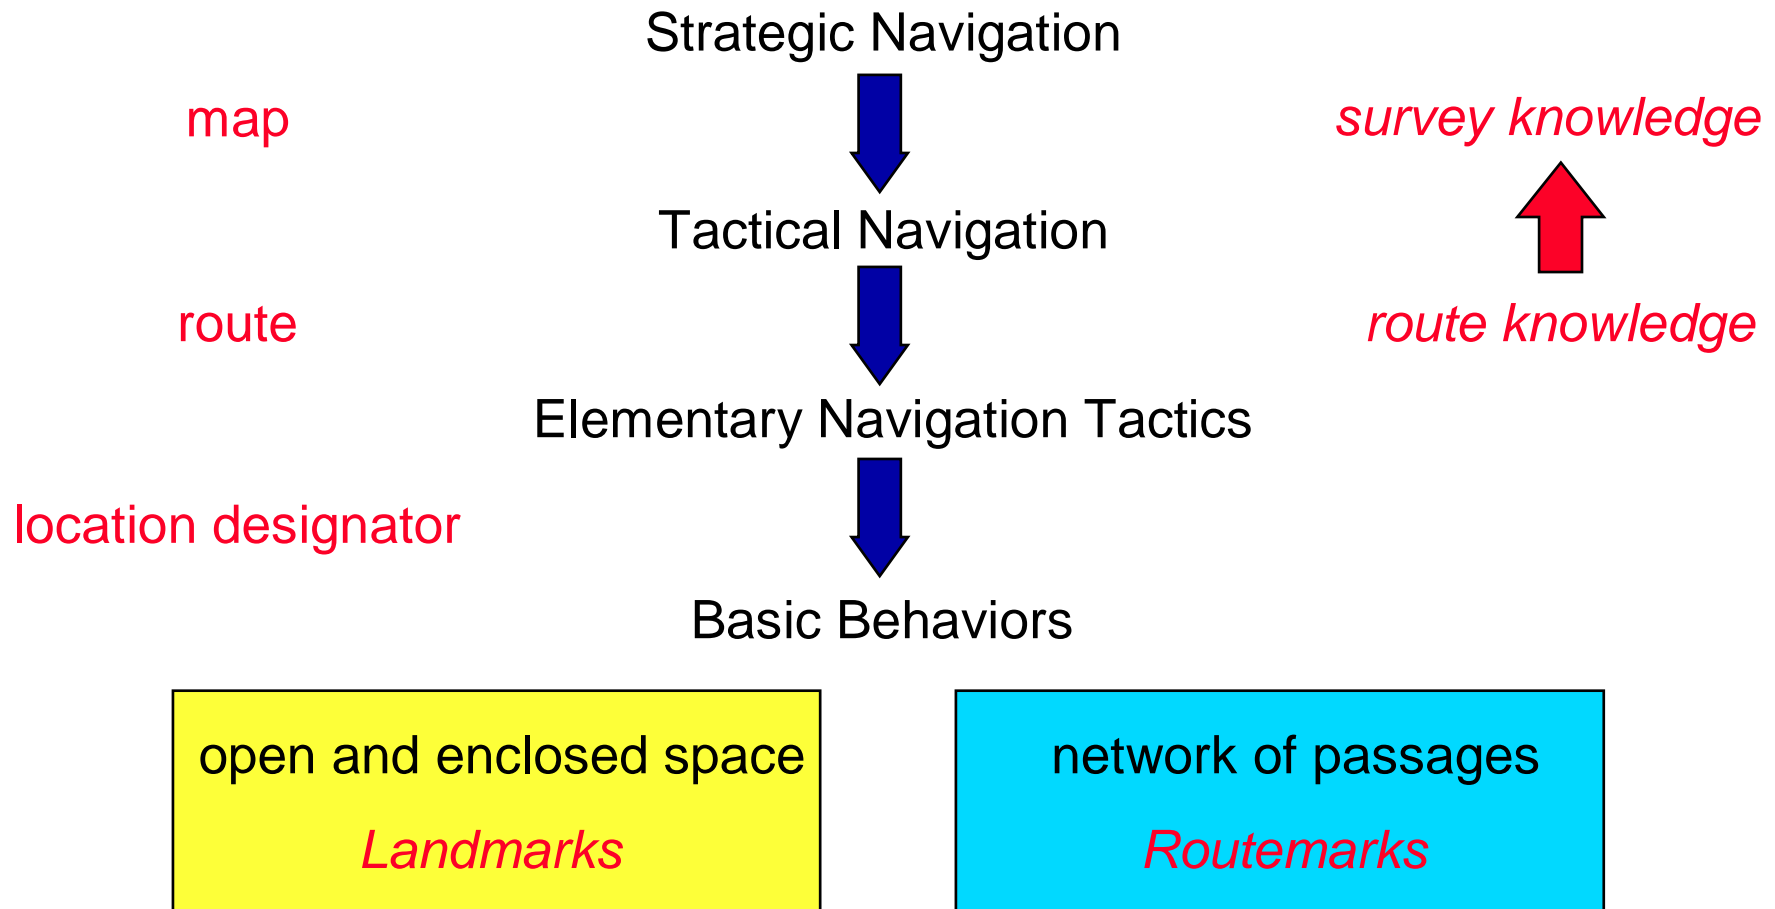 Strategic Navigation
map
survey knowledge
Tactical Navigation
route
route knowledge
Elementary Navigation Tactics
location designator
Basic Behaviors
open and enclosed space
network of passages
Landmarks
Routemarks